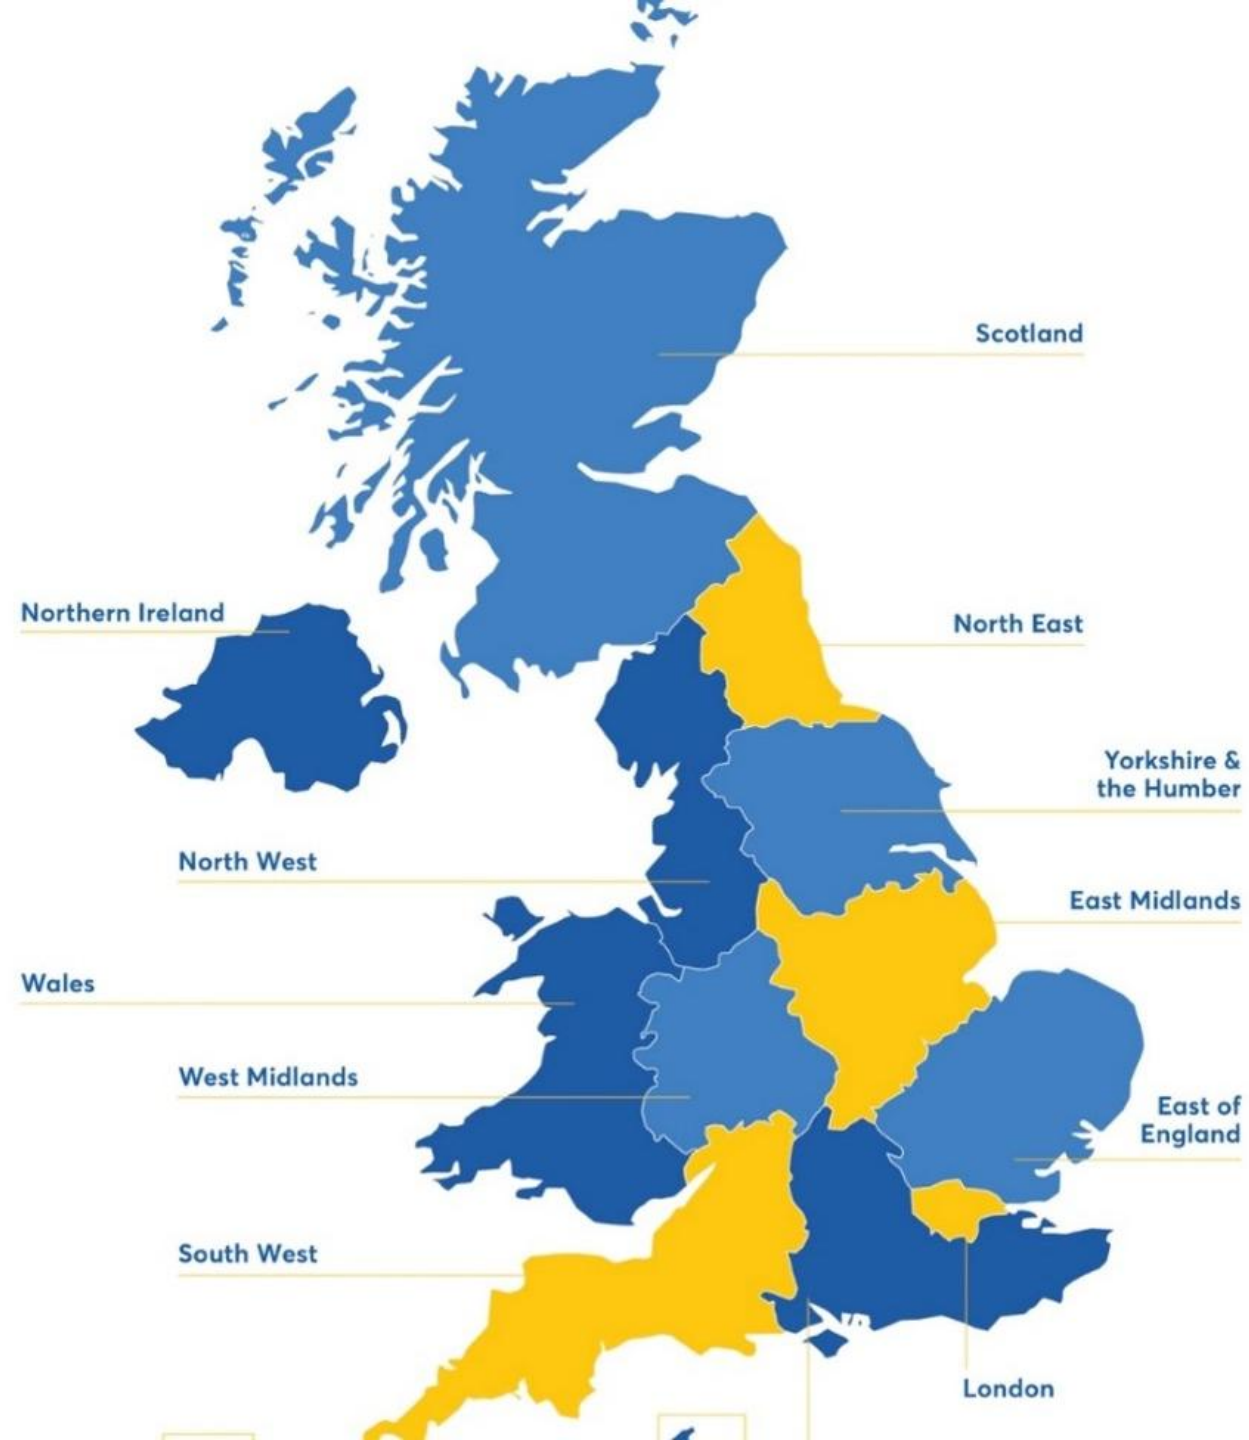 Scotland
Northern Ireland
North East
Yorkshire &
the Humber
North West
East Midlands
Wales
West Midlands
East of
England
South West
London